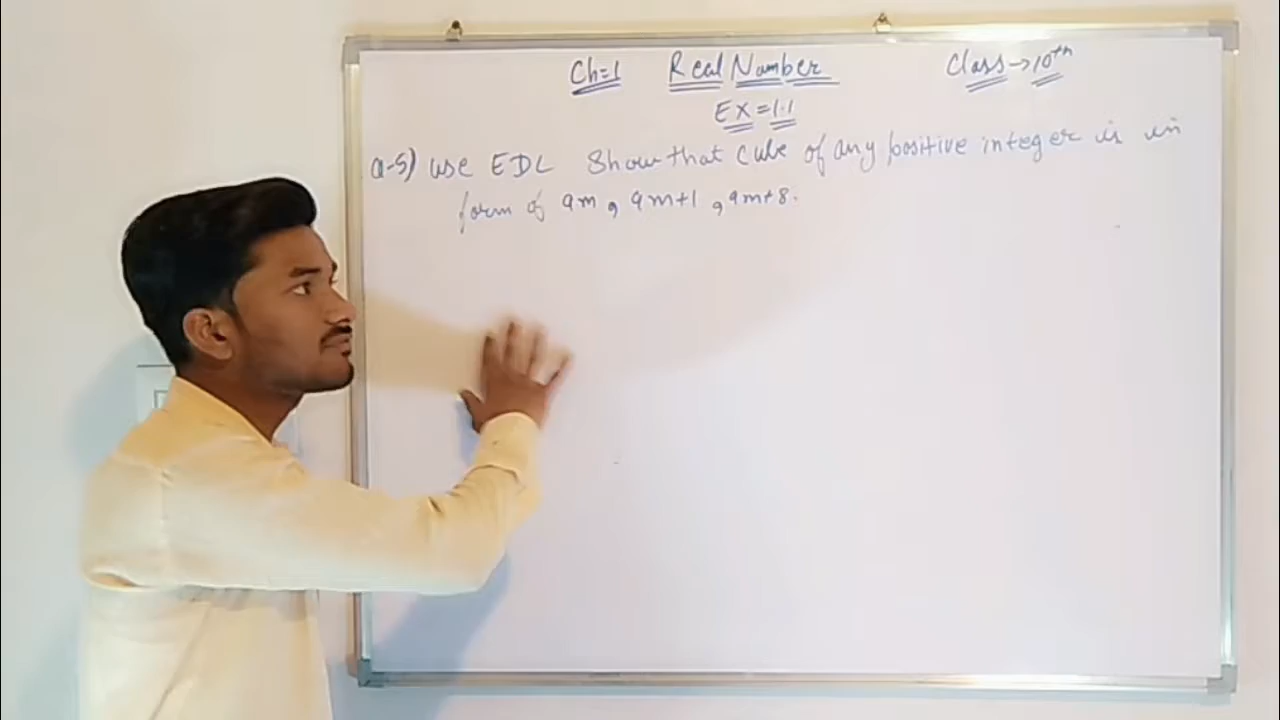 Ch=1 Real Number Class→10th
EX=1.1
Q-5) use EDL Show that cube of any positive integer is in
form of 9m, 9m+1, 9m+8.